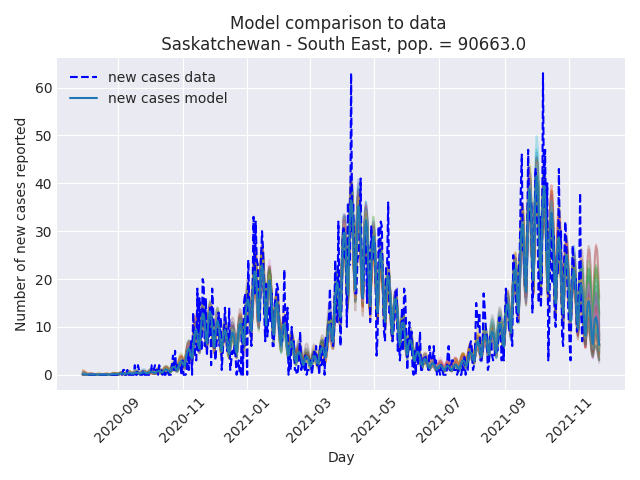 Model comparison to data
Saskatchewan - South East, pop. = 90663.0
new cases data
new cases model
Number of new cases reported
60
50
40
30
20
10
0
2020-09
2020-11
2021-01
2021-03
2021-05
2021-07
2021-09
2021-11
Day